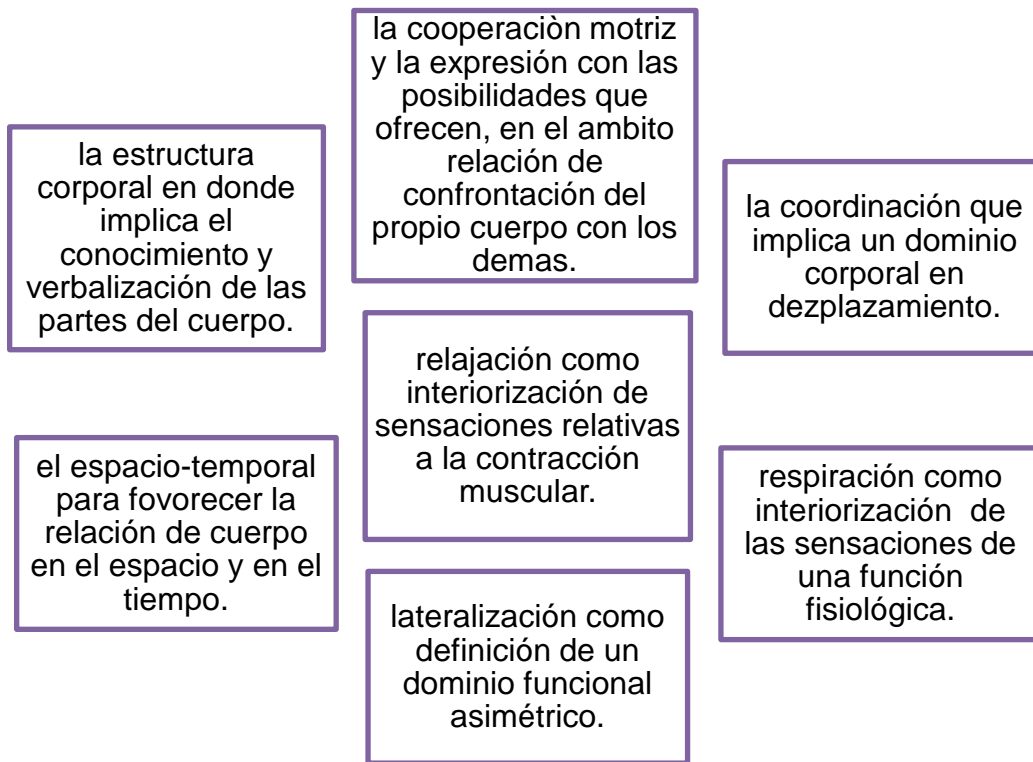 la cooperaciòn motriz
y la expresión con las
posibilidades que
ofrecen, en el ambito
relación de
confrontación del
propio cuerpo con los
demas.
la estructura
corporal en donde
implica el
conocimiento y
verbalización de las
partes del cuerpo.
la coordinación que
implica un dominio
corporal en
dezplazamiento.
relajación como
interiorización de
sensaciones relativas
a la contracción
muscular.
el espacio-temporal
para fovorecer la
relación de cuerpo
en el espacio y en el
tiempo.
respiración como
interiorización de
las sensaciones de
una función
fisiológica.
lateralización como
definición de un
dominio funcional
asimétrico.